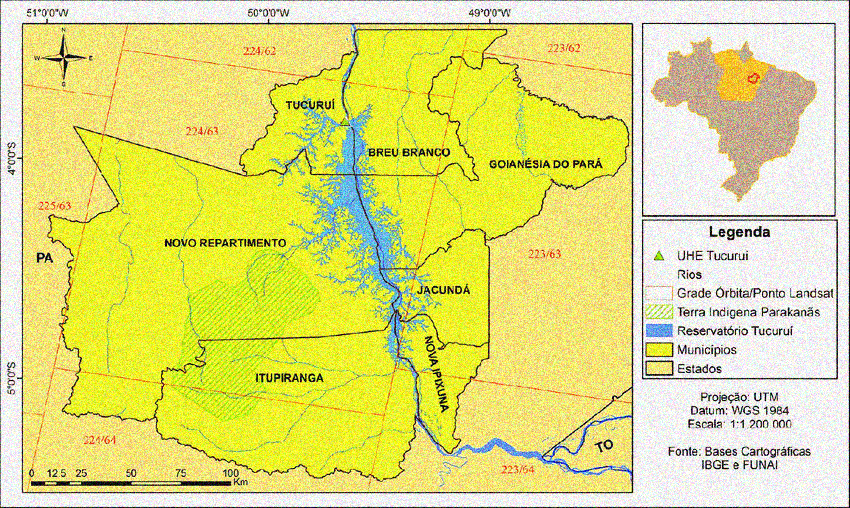 51°0'0"O
50°0'0"O
49°0'0"O
N
W
E
S
224/62
223/62
TUCURUÍ
224/63
4°0'0"S
BREU BRANCO
GOIANÉSIA DO PARÁ
225/63
NOVO REPARTIMENTO
PA
223/63
JACUNDÁ
NOVA IPIXUNA
ITUPIRANGA
5°0'0"S
224/64
TO
223/64
0 12.5 25 50 75 100
Km
Legenda
UHE Tucuruí
Rios
Grade Órbita/Ponto Landsat
Terra Indígena Parakanãs
Reservatório Tucuruí
Municípios
Estados
Projeção: UTM
Datum: WGS 1984
Escala: 1:1.200.000
Fonte: Bases Cartográficas
IBGE e FUNAI